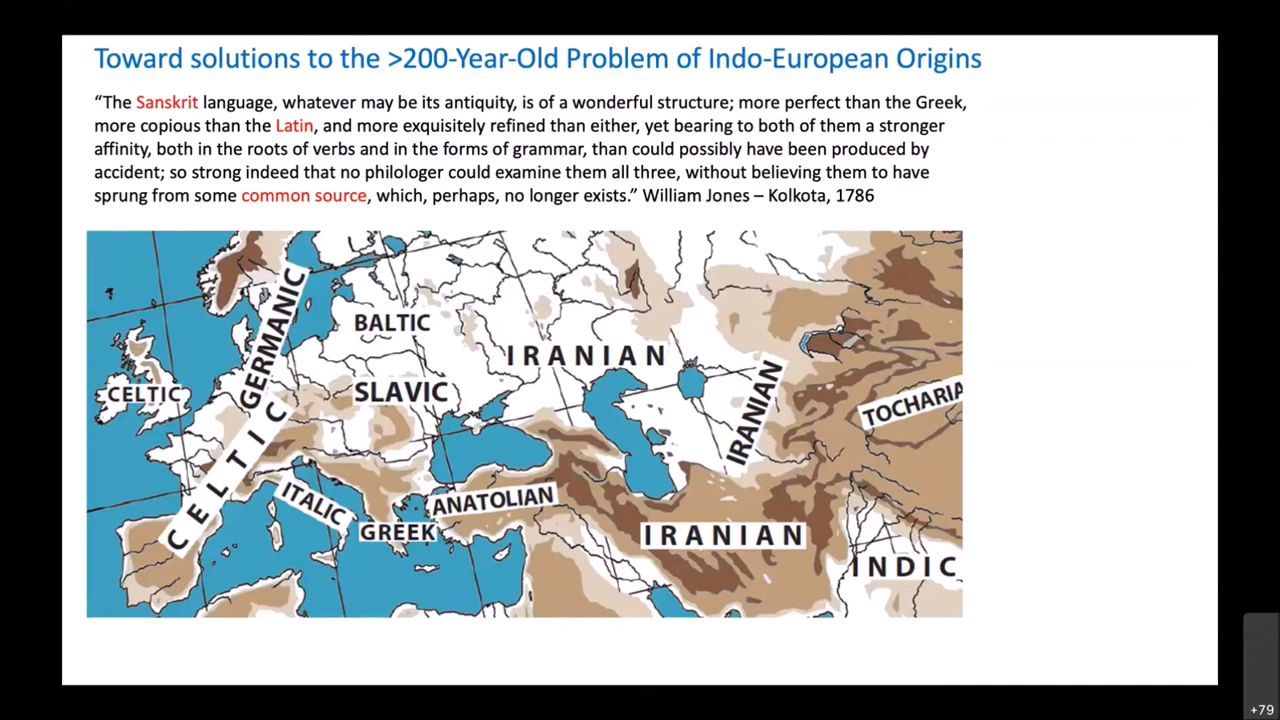 Toward solutions to the >200-Year-Old Problem of Indo-European Origins
“The Sanskrit language, whatever may be its antiquity, is of a wonderful structure; more perfect than the Greek,
more copious than the Latin, and more exquisitely refined than either, yet bearing to both of them a stronger
affinity, both in the roots of verbs and in the forms of grammar, than could possibly have been produced by
accident; so strong indeed that no philologer could examine them all three, without believing them to have
sprung from some common source, which, perhaps, no longer exists.” William Jones – Kolkota, 1786
GERMANIC
BALTIC
IRANIAN
CELTIC
SLAVIC
IRANIAN
TOCHARIA
CELTIC
ITALIC
ANATOLIAN
GREEK
IRANIAN
INDIC
+79